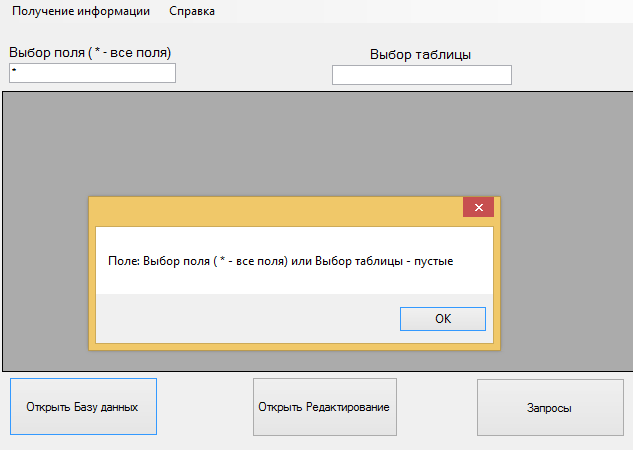 Получение информации Справка
Выбор поля ( * - все поля) Выбор таблицы
*
Поле: Выбор поля ( * - все поля) или Выбор таблицы - пустые
OK
Открыть Базу данных Открыть Редактирование Запросы